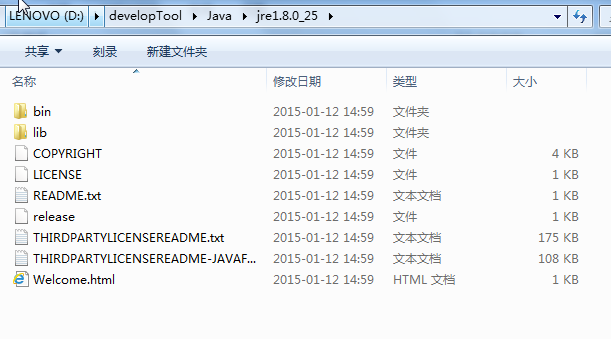 LENOVO (D:) developTool Java jre1.8.0_25
共享 刻录 新建文件夹
名称 修改日期 类型 大小
bin 2015-01-12 14:59 文件夹
lib 2015-01-12 14:59 文件夹
COPYRIGHT 2015-01-12 14:59 文件 4 KB
LICENSE 2015-01-12 14:59 文件 1 KB
README.txt 2015-01-12 14:59 文本文档 1 KB
release 2015-01-12 14:59 文件 1 KB
THIRDPARTYLICENSEREADME.txt 2015-01-12 14:59 文本文档 175 KB
THIRDPARTYLICENSEREADME-JAVAF... 2015-01-12 14:59 文本文档 108 KB
Welcome.html 2015-01-12 14:59 HTML 文档 1 KB